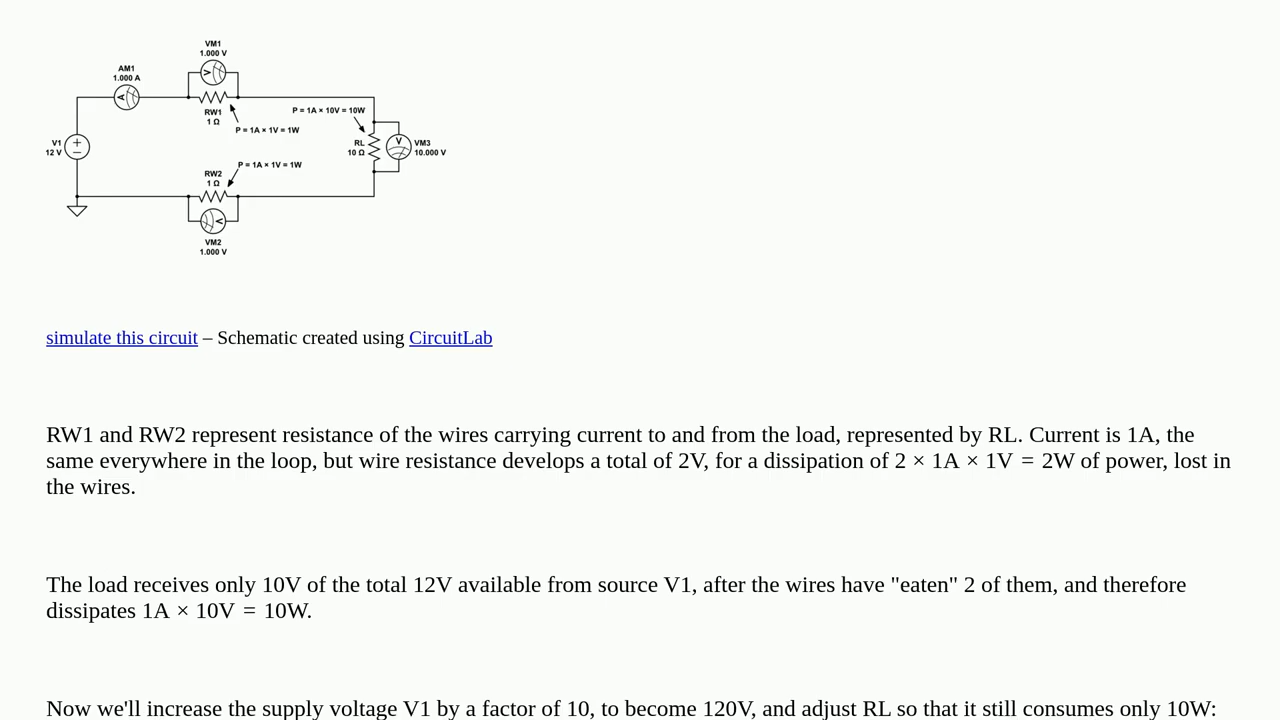 VM1
1.000 V
AM1
1.000 A
RW1
1 Ω
P = 1A × 10V = 10W
P = 1A × 1V = 1W
V1
12 V
RL
10 Ω
VM3
10.000 V
P = 1A × 1V = 1W
RW2
1 Ω
VM2
1.000 V
simulate this circuit – Schematic created using CircuitLab
RW1 and RW2 represent resistance of the wires carrying current to and from the load, represented by RL. Current is 1A, the
same everywhere in the loop, but wire resistance develops a total of 2V, for a dissipation of 2 × 1A × 1V = 2W of power, lost in
the wires.
The load receives only 10V of the total 12V available from source V1, after the wires have "eaten" 2 of them, and therefore
dissipates 1A × 10V = 10W.
Now we'll increase the supply voltage V1 by a factor of 10, to become 120V, and adjust RL so that it still consumes only 10W: